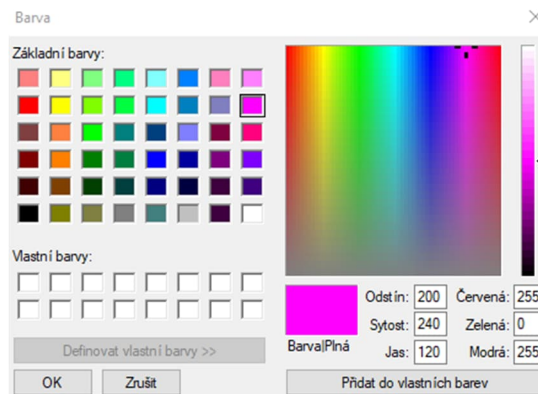 Barva
Základní barvy:
Vlastní barvy:
Definovat vlastní barvy >>
OK
Zrušit
Barva|Plná
Odstín: 200
Sytost: 240
Jas: 120
Červená: 255
Zelená: 0
Modrá: 255
Přidat do vlastních barev